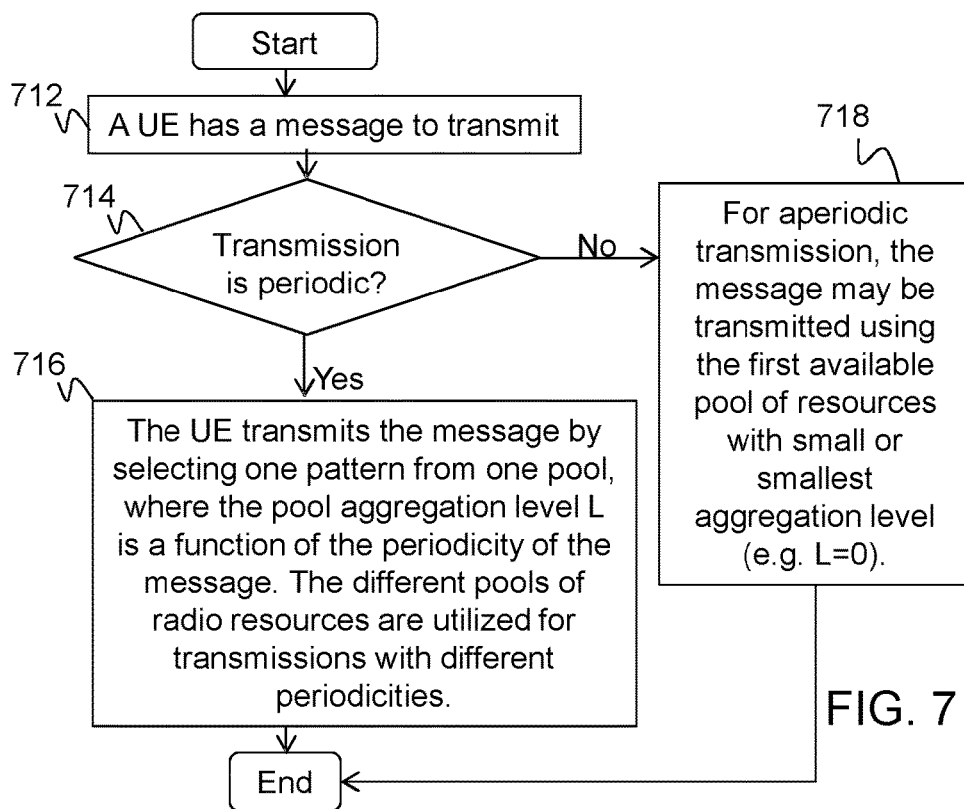 Start
712
A UE has a message to transmit
714
Transmission
is periodic?
No
Yes
718
For aperiodic
transmission, the
message may be
transmitted using
the first available
pool of resources
with small or
smallest
aggregation level
(e.g. L=0).
716
The UE transmits the message by
selecting one pattern from one pool,
where the pool aggregation level L
is a function of the periodicity of the
message. The different pools of
radio resources are utilized for
transmissions with different
periodicities.
FIG. 7
End